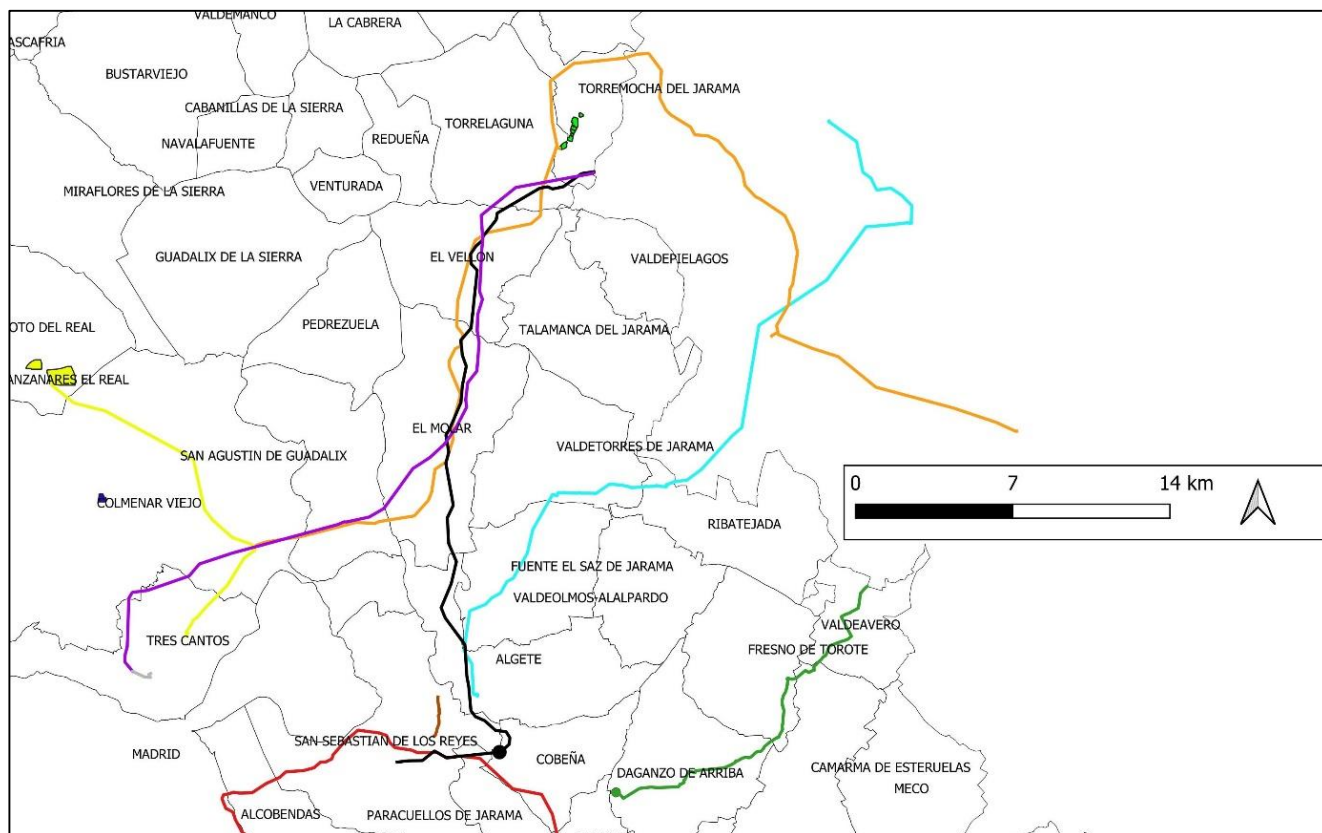 VALDEMANCO
LA CABRERA
ASCAFRIA
BUSTARVIEJO
TORREMOCHA DEL JARAMA
CABANILLAS DE LA SIERRA
TORRELAGUNA
NAVALAFUENTE
REDUEÑA
MIRAFLORES DE LA SIERRA
VENTURADA
GUADALIX DE LA SIERRA
EL VELLON
VALDEPIELAGOS
OTO DEL REAL
PEDREZUELA
TALAMANCA DEL JARAMA
ANZANARES EL REAL
EL MOLAR
SAN AGUSTIN DE GUADALIX
VALDETORRES DE JARAMA
0 7 14 km
COLMENAR VIEJO
RIBATEJADA
FUENTE EL SAZ DE JARAMA
VALDEOLMOS-ALALPARDO
TRES CANTOS
VALDEAVERO
ALGETE
FRESNO DE TOROTE
MADRID
SAN SEBASTIAN DE LOS REYES
COBEÑA
DAGANZO DE ARRIBA
CAMARMA DE ESTERUELAS
MECO
ALCOBENDAS
PARACUELLOS DE JARAMA